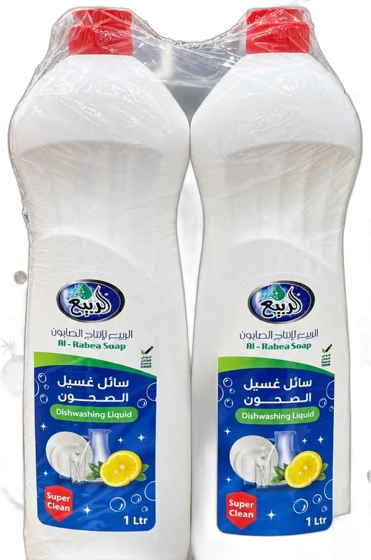 الربيع
الربيع لإنتاج الصابون
Al - Rabea Soap
سائل غسيل
الصحون
Dishwashing Liquid
Super
Clean
1 Ltr
الربيع
الربيع لإنتاج الصابون
Al - Rabea Soap
سائل غسيل
الصحون
Dishwashing Liquid
Super
Clean
1 Ltr